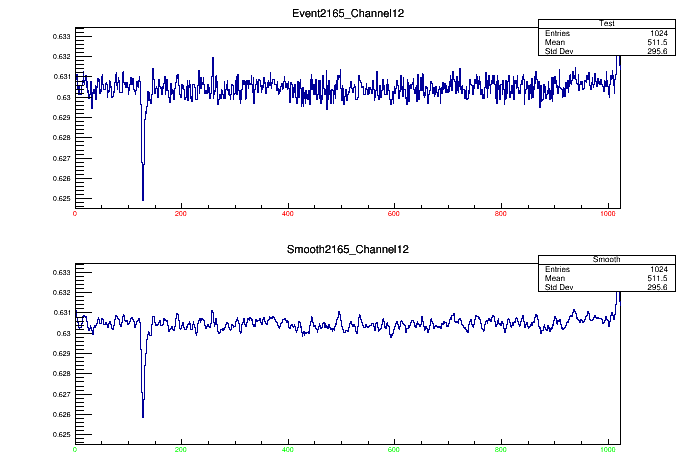 Event2165_Channel12
Test
Entries 1024
Mean 511.5
Std Dev 295.6
0.633
0.632
0.631
0.63
0.629
0.628
0.627
0.626
0.625
0 200 400 600 800 1000
Smooth2165_Channel12
Smooth
Entries 1024
Mean 511.5
Std Dev 295.6
0.633
0.632
0.631
0.63
0.629
0.628
0.627
0.626
0.625
0 200 400 600 800 1000